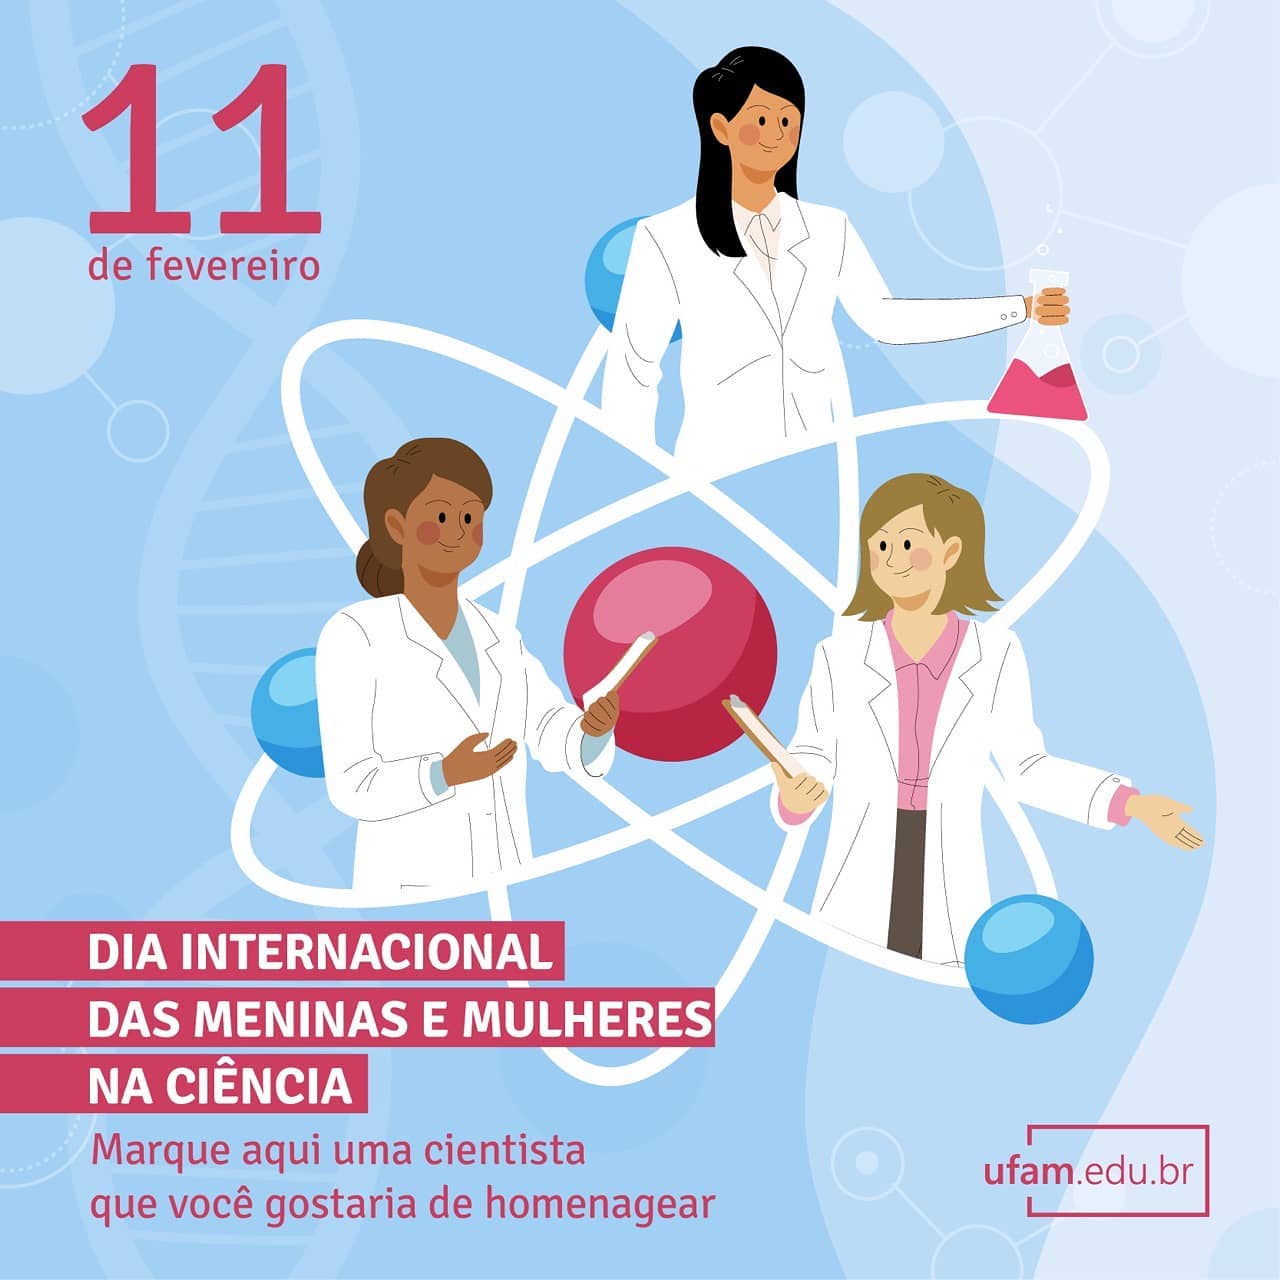 11
de fevereiro
DIA INTERNACIONAL
DAS MENINAS E MULHERES
NA CIÊNCIA
Marque aqui uma cientista
que você gostaria de homenagear
ufam.edu.br